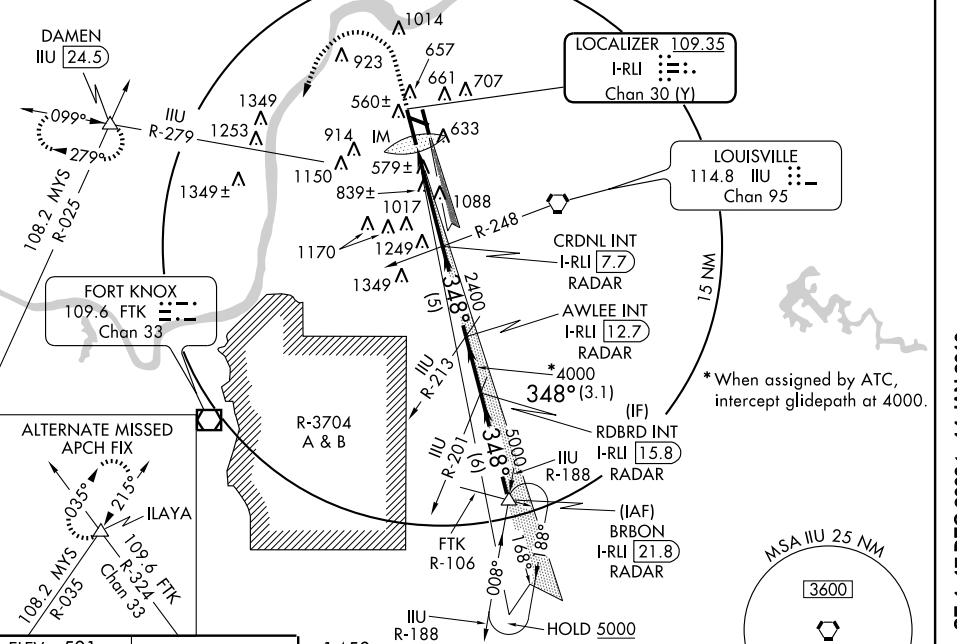 1014
DAMEN
IIU 24.5
923
657
661
707
LOCALIZER 109.35
I-RLI
Chan 30 (Y)
099°
279°
IIU
R-279
1349
1253
560±
IM
633
914
1150
579±
1349±
839±
1088
LOUISVILLE
114.8 IIU
Chan 95
108.2 MYS
R-025
1017
1170
1249
1349
R-248
CRDNL INT
I-RLI 7.7
RADAR
15 NM
FORT KNOX
109.6 FTK
Chan 33
348°
(5)
2400
AWLEE INT
I-RLI 12.7
RADAR
IIU
R-213
*4000
348° (3.1)
*When assigned by ATC,
intercept glidepath at 4000.
R-3704
A & B
(IF)
RDBRD INT
I-RLI 15.8
RADAR
IIU
R-201
(6)
348°
5000
IIU
R-188
ALTERNATE MISSED
APCH FIX
035°
215°
ILAYA
108.2 MYS
R-035
109.6 FTK
R-324
Chan 33
FTK
R-106
008°
168°
188°
(IAF)
BRBON
I-RLI 21.8
RADAR
MSA IIU 25 NM
3600
IIU
R-188
HOLD 5000